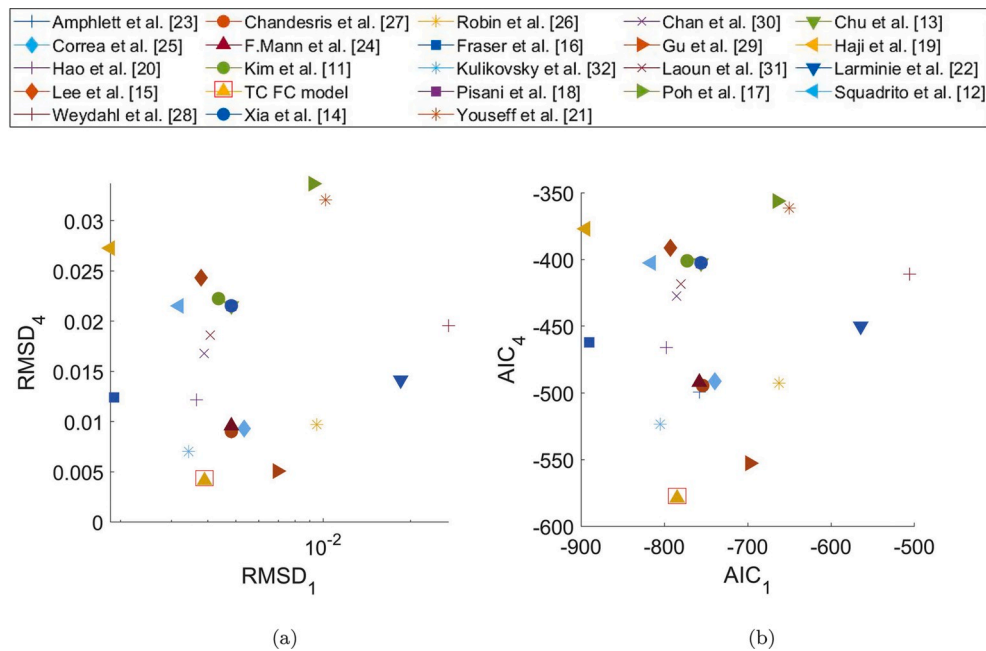 Amphlett et al. [23] Chandesris et al. [27] Robin et al. [26] Chan et al. [30] Chu et al. [13]
Correa et al. [25] F.Mann et al. [24] Fraser et al. [16] Gu et al. [29] Haji et al. [19]
Hao et al. [20] Kim et al. [11] Kulikovsky et al. [32] Laoun et al. [31] Larminie et al. [22]
Lee et al. [15] TC FC model Pisani et al. [18] Poh et al. [17] Squadrito et al. [12]
Weydahl et al. [28] Xia et al. [14] Youseff et al. [21]
0.03
0.025
0.02
0.015
0.01
0.005
0
RMSD4
10-2
RMSD1
(a)
-350
-400
-450
-500
-550
-600
AIC4
-900 -800 -700 -600 -500
AIC1
(b)